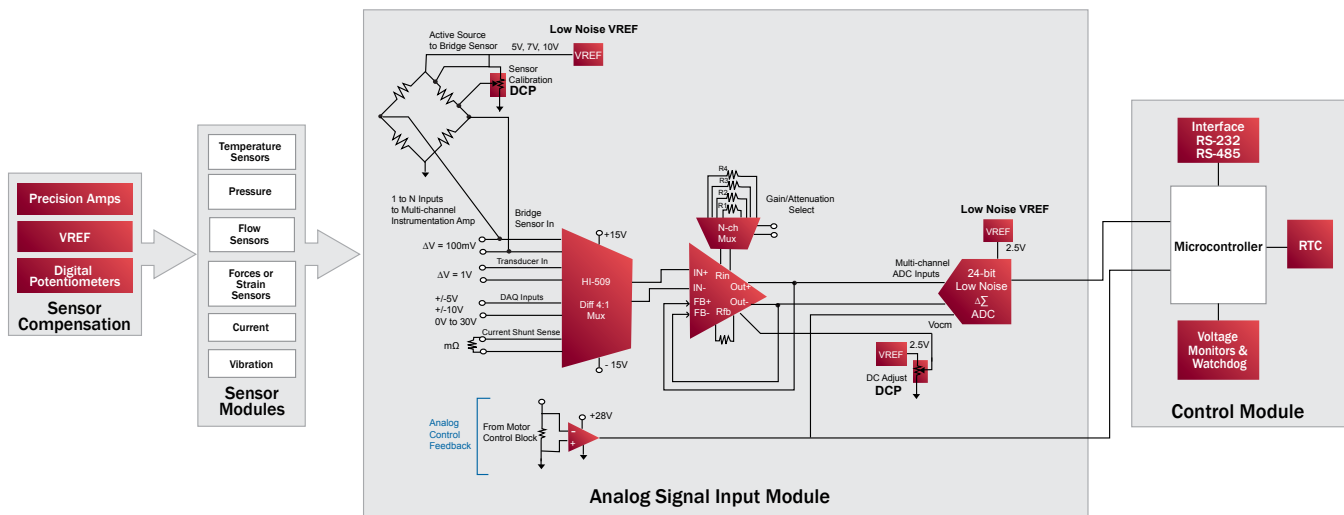 Precision Amps
VREF
Digital
Potentiometers
Sensor
Compensation
Temperature
Sensors
Pressure
Flow
Sensors
Forces or
Strain
Sensors
Current
Vibration
Sensor
Modules
Low Noise VREF
Active Source
to Bridge Sensor
5V, 7V, 10V
VREF
Sensor
Calibration
DCP
1 to N Inputs
to Multi-channel
Instrumentation Amp
Bridge
Sensor In
ΔV = 100mV
Transducer In
ΔV = 1V
DAQ Inputs
+/-5V
+/-10V
0V to 30V
Current Shunt Sense
mΩ
+15V
HI-509
Diff 4:1
Mux
- 15V
R4
R3
R2
R1
N-ch
Mux
Gain/Attenuation
Select
IN+
IN-
FB+
FB-
Rin
Out+
Out-
Rfb
Low Noise VREF
VREF
2.5V
Multi-channel
ADC Inputs
24-bit
Low Noise
ΔΣ
ADC
Vocm
VREF
2.5V
DC Adjust
DCP
Analog
Control
Feedback
From Motor
Control Block
+28V
-
+
Analog Signal Input Module
Interface
RS-232
RS-485
Microcontroller
RTC
Voltage
Monitors &
Watchdog
Control Module